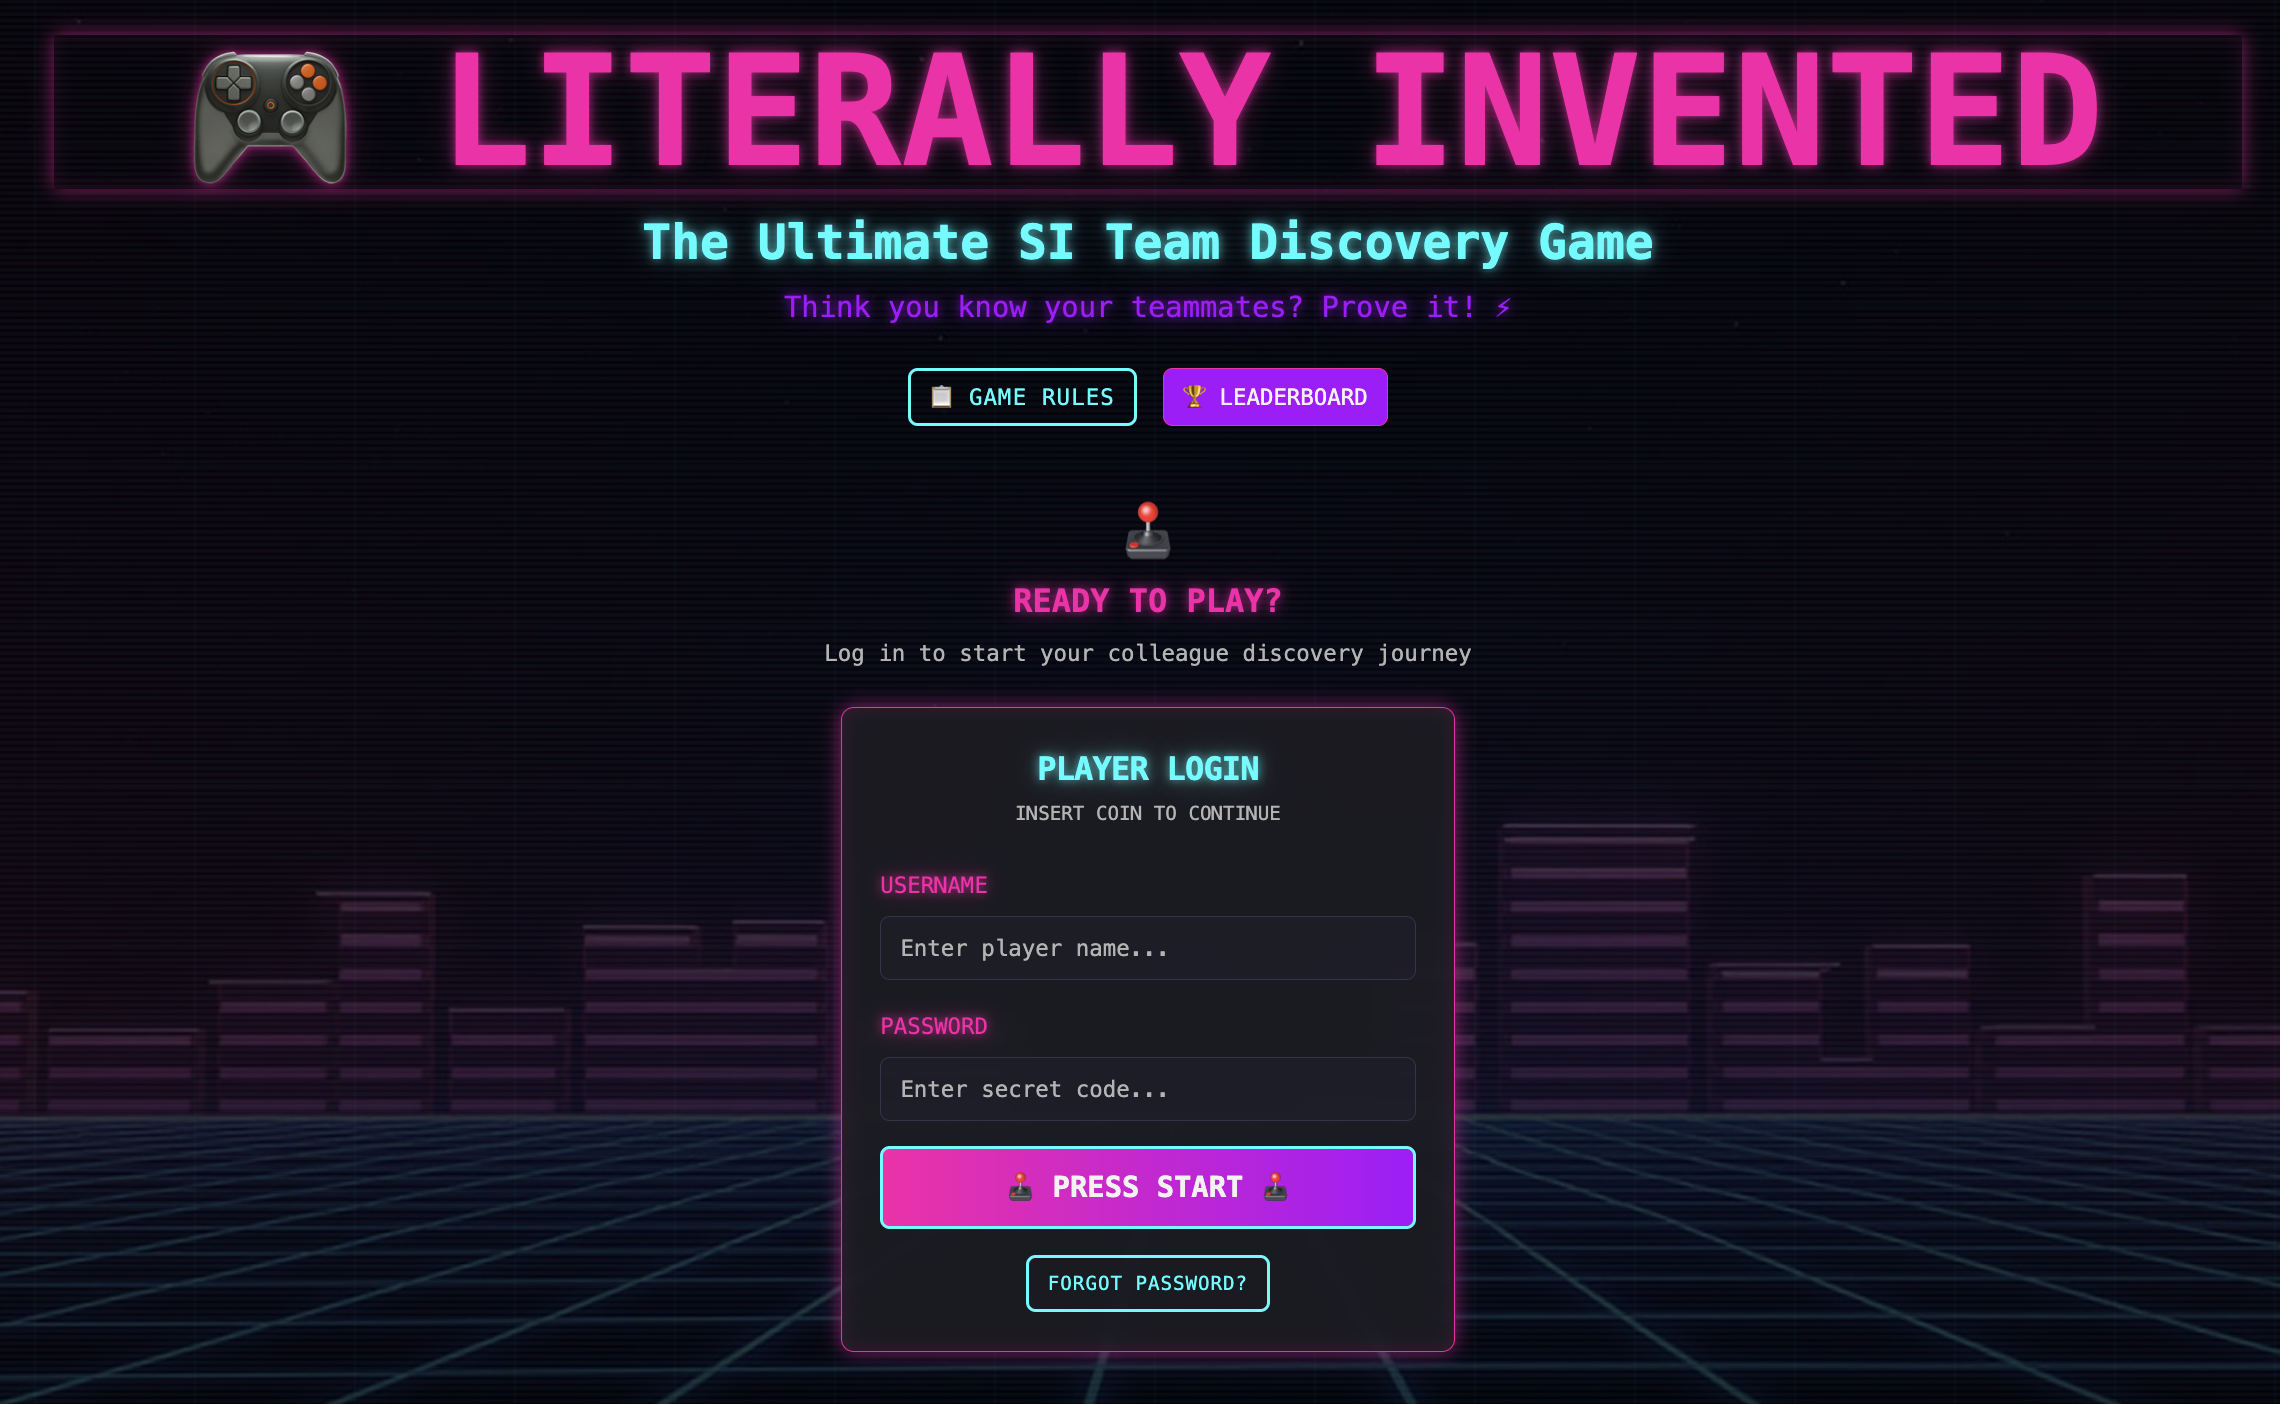 🎮 LITERALLY INVENTED
The Ultimate SI Team Discovery Game
Think you know your teammates? Prove it! ⚡
📋 GAME RULES
🏆 LEADERBOARD
🕹️
READY TO PLAY?
Log in to start your colleague discovery journey
PLAYER LOGIN
INSERT COIN TO CONTINUE
USERNAME
Enter player name...
PASSWORD
Enter secret code...
🕹️ PRESS START 🕹️
FORGOT PASSWORD?